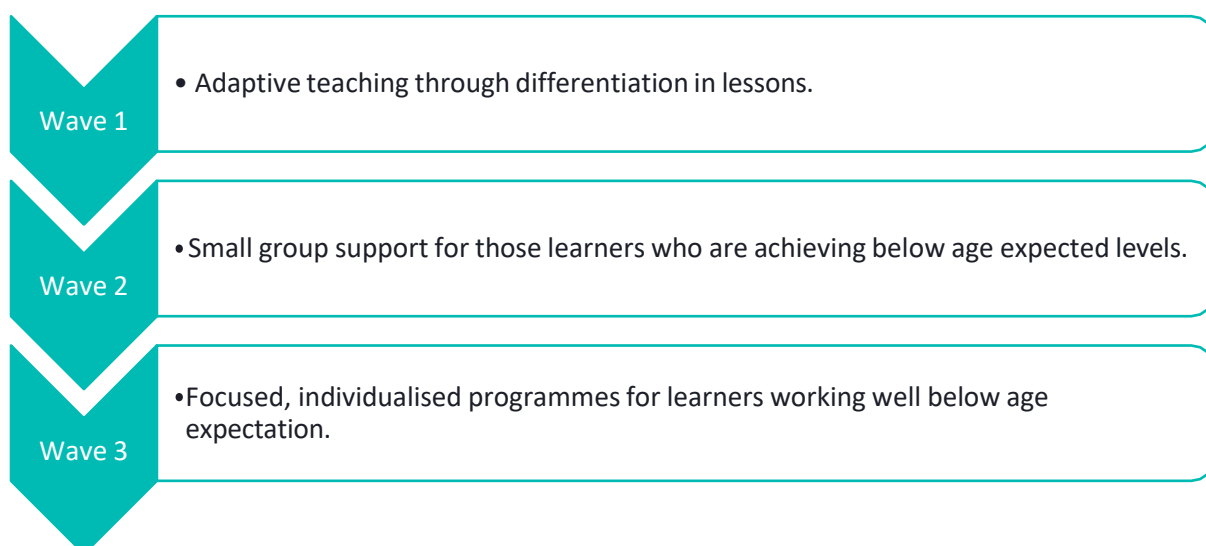 Wave 1
• Adaptive teaching through differentiation in lessons.
Wave 2
•Small group support for those learners who are achieving below age expected levels.
Wave 3
•Focused, individualised programmes for learners working well below age
expectation.